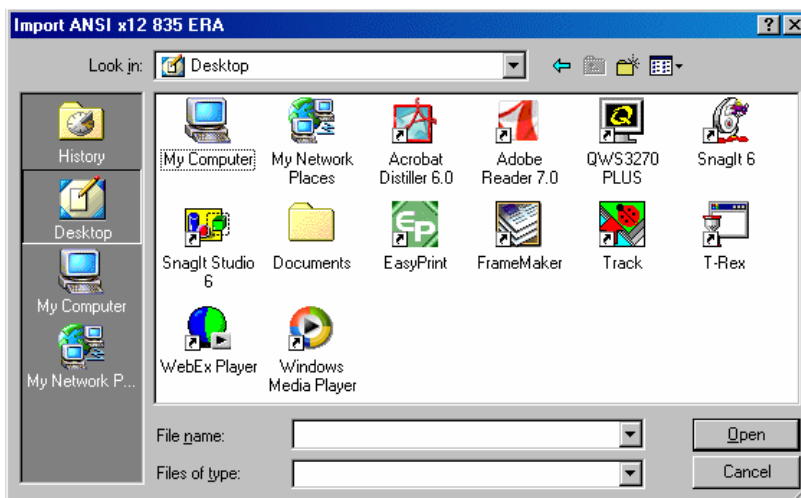 Import ANSI x12 835 ERA
Look in: Desktop
History
Desktop
My Computer
My Network P...
My Computer
My Network Places
Acrobat Distiller 6.0
Adobe Reader 7.0
QWS3270 PLUS
SnagIt 6
SnagIt Studio 6
Documents
EasyPrint
FrameMaker
Track
T-Rex
WebEx Player
Windows Media Player
File name:
Open
Files of type:
Cancel